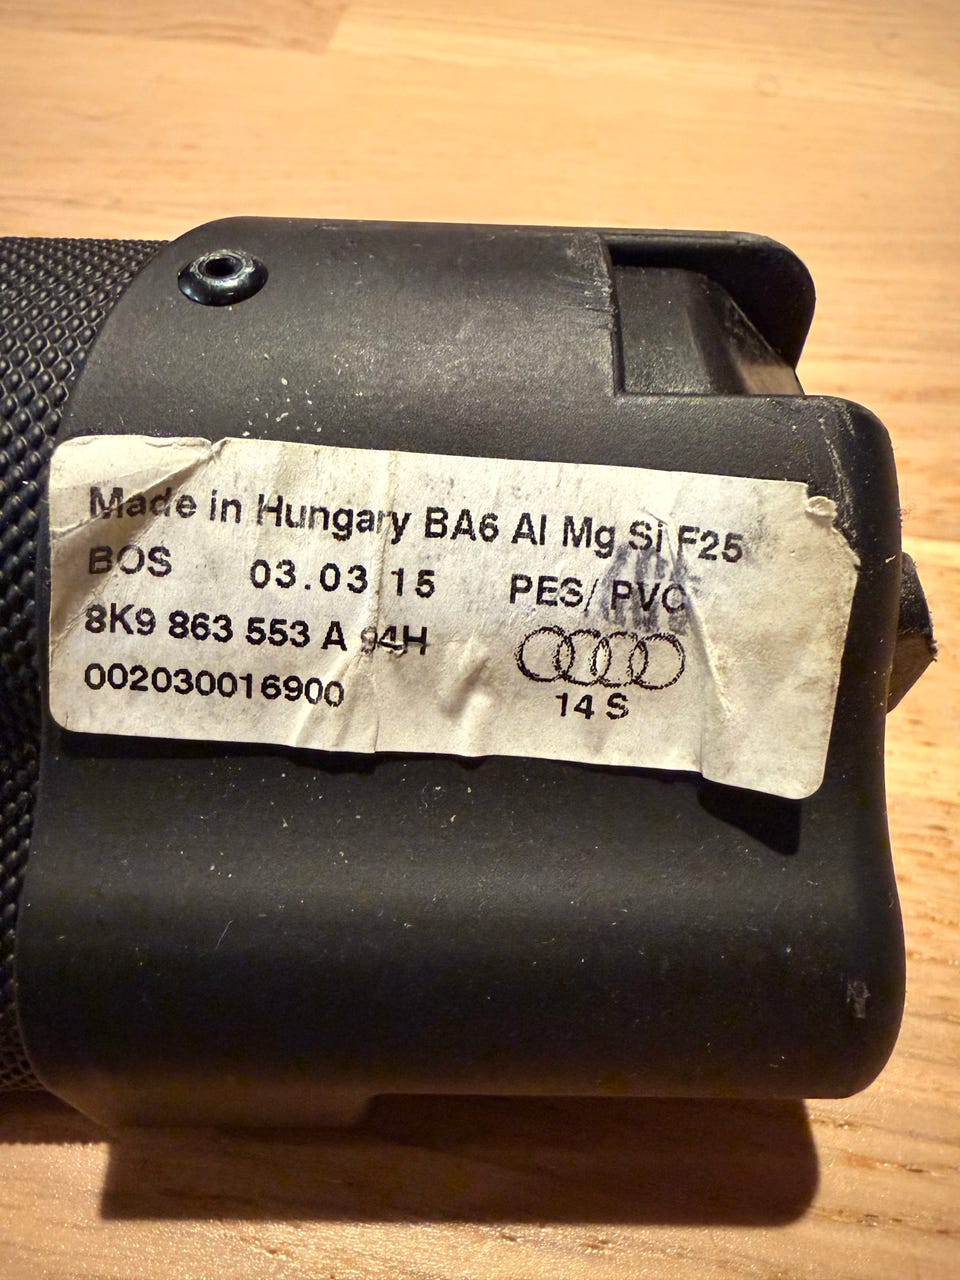 Made in Hungary BA6 Al Mg Si F25
BOS 03.03 15 PES/ PVC
8K9 863 553 A 94H
002030016900
14 S